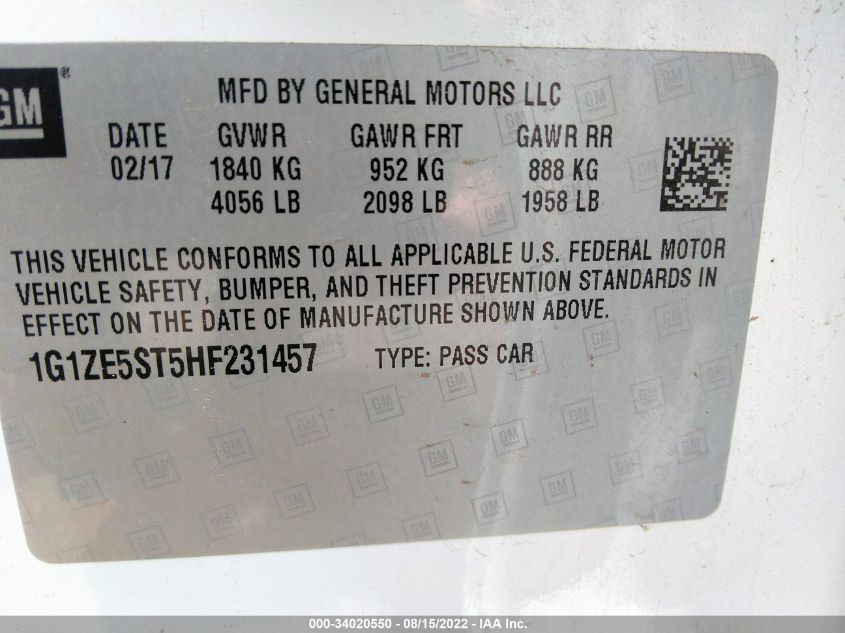 GM ®
MFD BY GENERAL MOTORS LLC
DATE GVWR GAWR FRT GAWR RR
02/17 1840 KG 952 KG 888 KG
4056 LB 2098 LB 1958 LB
THIS VEHICLE CONFORMS TO ALL APPLICABLE U.S. FEDERAL MOTOR
VEHICLE SAFETY, BUMPER, AND THEFT PREVENTION STANDARDS IN
EFFECT ON THE DATE OF MANUFACTURE SHOWN ABOVE.
1G1ZE5ST5HF231457 TYPE: PASS CAR
000-34020550 - 08/15/2022 - IAA Inc.